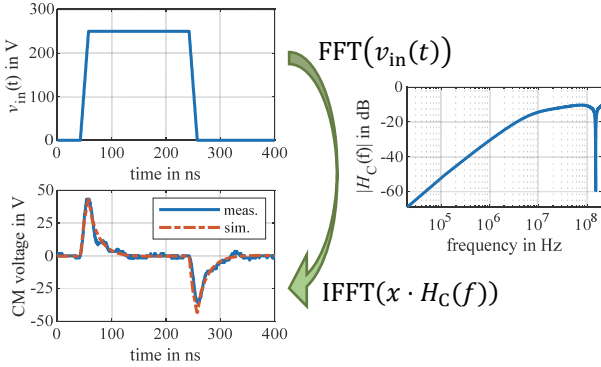 300
150
0
v_in(t) in V
0 100 200 300 400
time in ns
FFT(v_in(t))
0
-20
-40
-60
|H_C(f)| in dB
10^5 10^6 10^7 10^8
frequency in Hz
50
25
0
-25
-50
CM voltage in V
meas.
sim.
0 100 200 300 400
time in ns
IFFT(x · H_C(f))